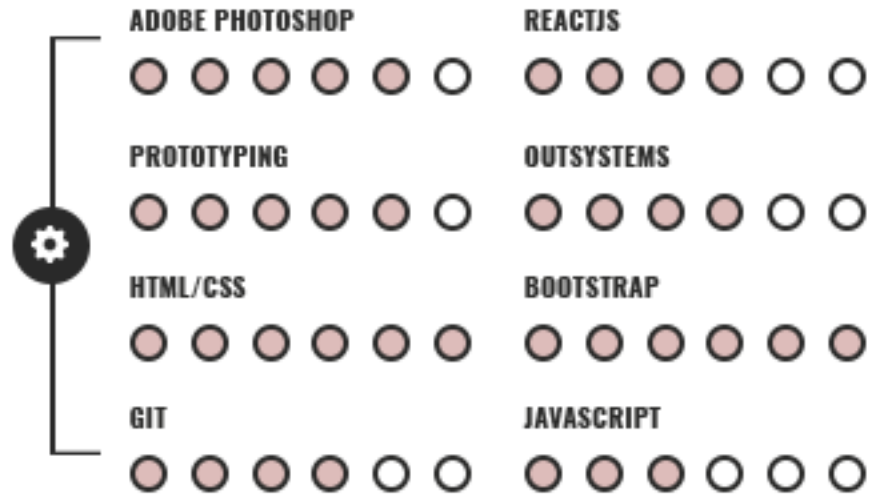 ADOBE PHOTOSHOP
REACTJS
PROTOTYPING
OUTSYSTEMS
HTML/CSS
BOOTSTRAP
GIT
JAVASCRIPT